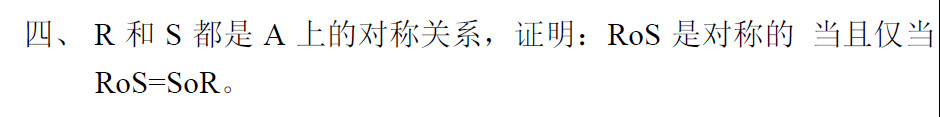 四、 R 和 S 都是 A 上的对称关系，证明：RoS 是对称的 当且仅当
RoS=SoR。